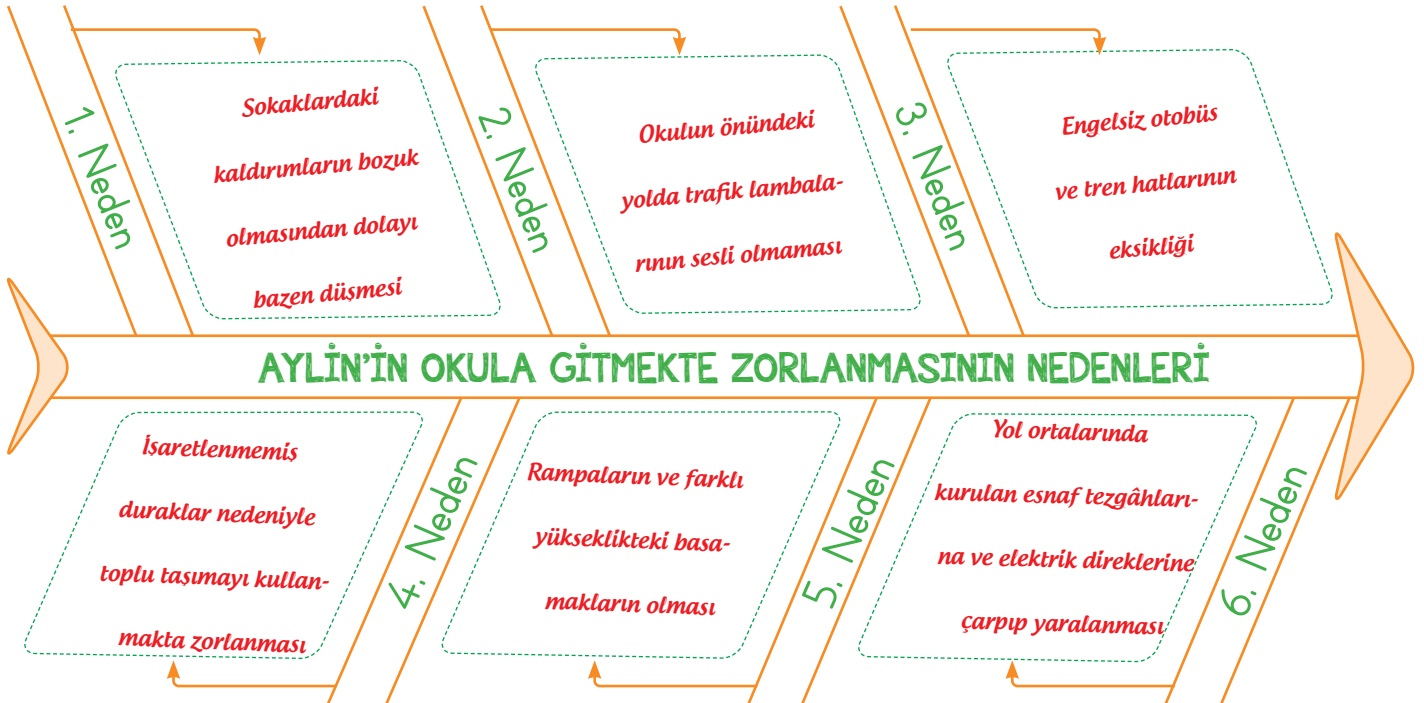 1. Neden
Sokaklardaki
kaldırımların bozuk
olmasından dolayı
bazen düşmesi
2. Neden
Okulun önündeki
yolda trafik lambala-
rının sesli olmaması
3. Neden
Engelsiz otobüs
ve tren hatlarının
eksikliği
AYLİN'İN OKULA GİTMEKTE ZORLANMASININ NEDENLERİ
İşaretlenmemiş
duraklar nedeniyle
toplu taşımayı kullan-
makta zorlanması
4. Neden
Rampaların ve farklı
yükseklikteki basa-
makların olması
5. Neden
Yol ortalarında
kurulan esnaf tezgâhları-
na ve elektrik direklerine
çarpıp yaralanması
6. Neden